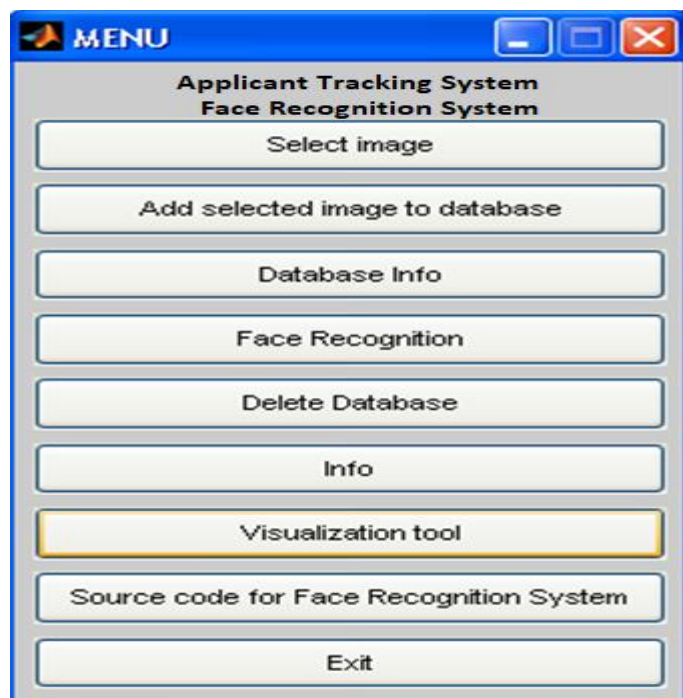 MENU
Applicant Tracking System
Face Recognition System
Select image
Add selected image to database
Database Info
Face Recognition
Delete Database
Info
Visualization tool
Source code for Face Recognition System
Exit